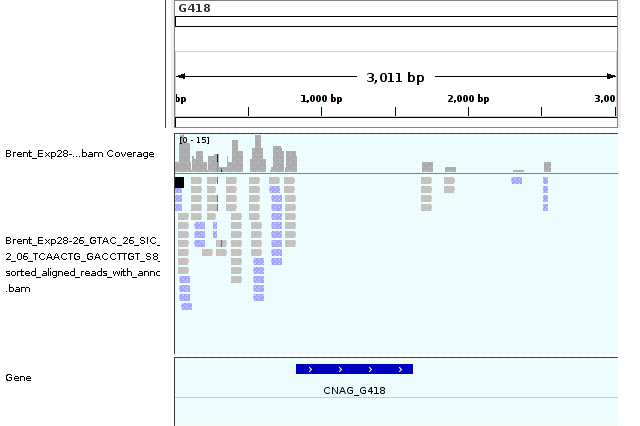 G418
3,011 bp
bp 1,000 bp 2,000 bp 3,00
[0 - 15]
Brent_Exp28-...bam Coverage
Brent_Exp28-26_GTAC_26_SIC_
2_06_TCAACTG_GACCTTGT_S8_
sorted_aligned_reads_with_annc
.bam
Gene
CNAG_G418